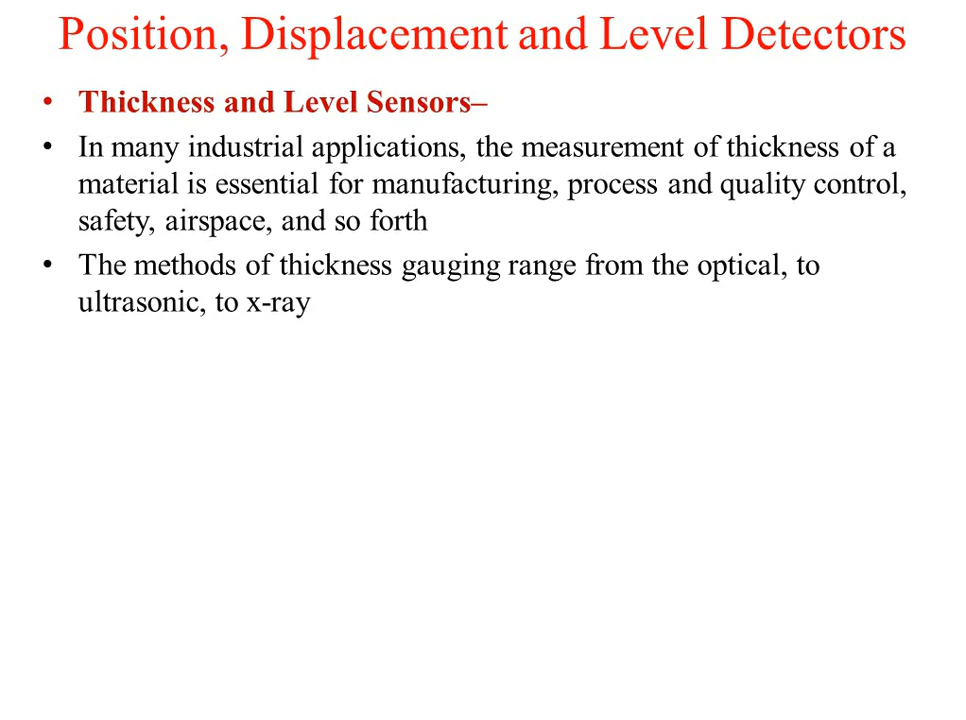 Position, Displacement and Level Detectors
• Thickness and Level Sensors–
• In many industrial applications, the measurement of thickness of a
material is essential for manufacturing, process and quality control,
safety, airspace, and so forth
• The methods of thickness gauging range from the optical, to
ultrasonic, to x-ray